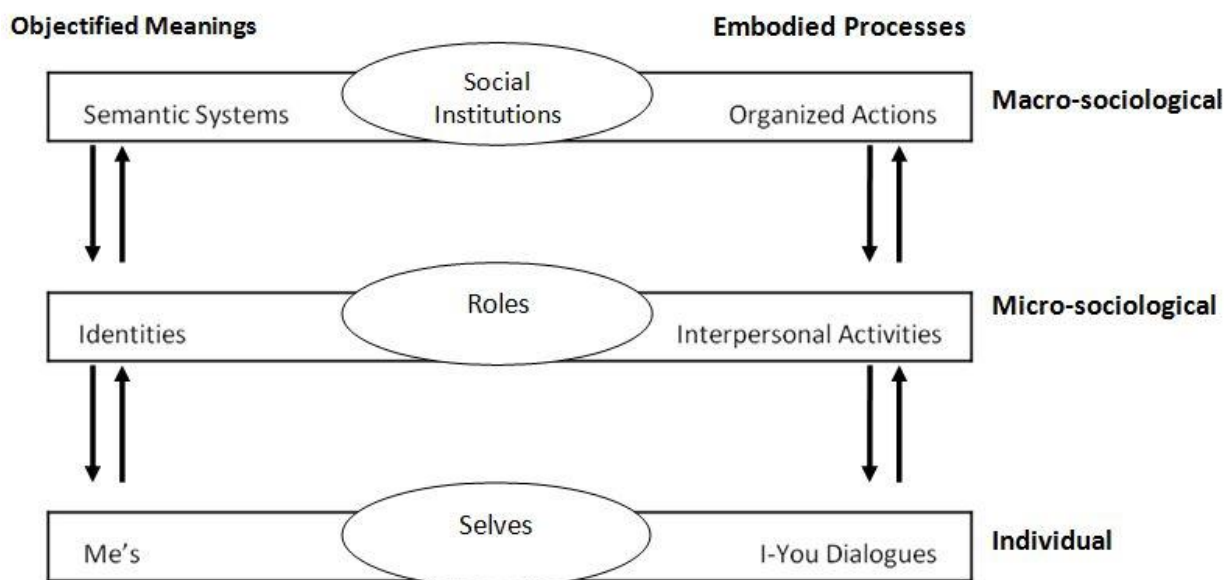 Objectified Meanings
Embodied Processes
Social
Institutions
Semantic Systems
Organized Actions
Macro-sociological
Roles
Identities
Interpersonal Activities
Micro-sociological
Selves
Me’s
I-You Dialogues
Individual